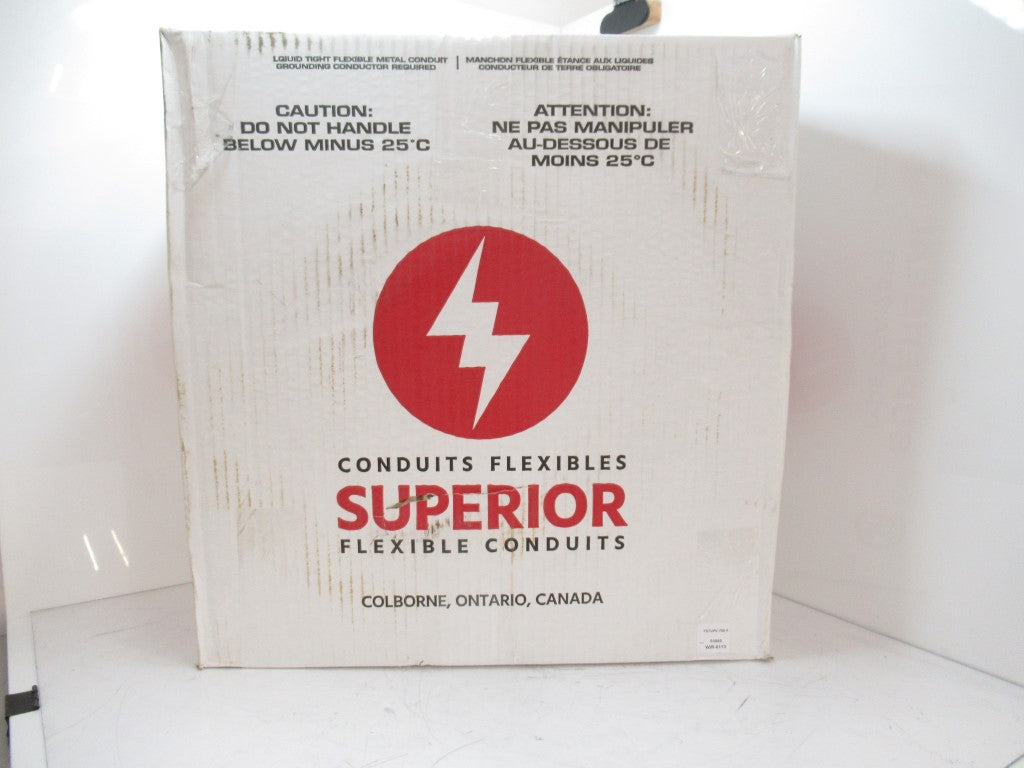 LQUID TIGHT FLEXIBLE METAL CONDUIT
GROUNDING CONDUCTOR REQUIRED
MANCHON FLEXIBLE ÉTANCE AUX LIQUIDES
CONDUCTEUR DE TERRE OBLIGATOIRE
CAUTION:
DO NOT HANDLE
BELOW MINUS 25°C
ATTENTION:
NE PAS MANIPULER
AU-DESSOUS DE
MOINS 25°C
CONDUITS FLEXIBLES
SUPERIOR
FLEXIBLE CONDUITS
COLBORNE, ONTARIO, CANADA